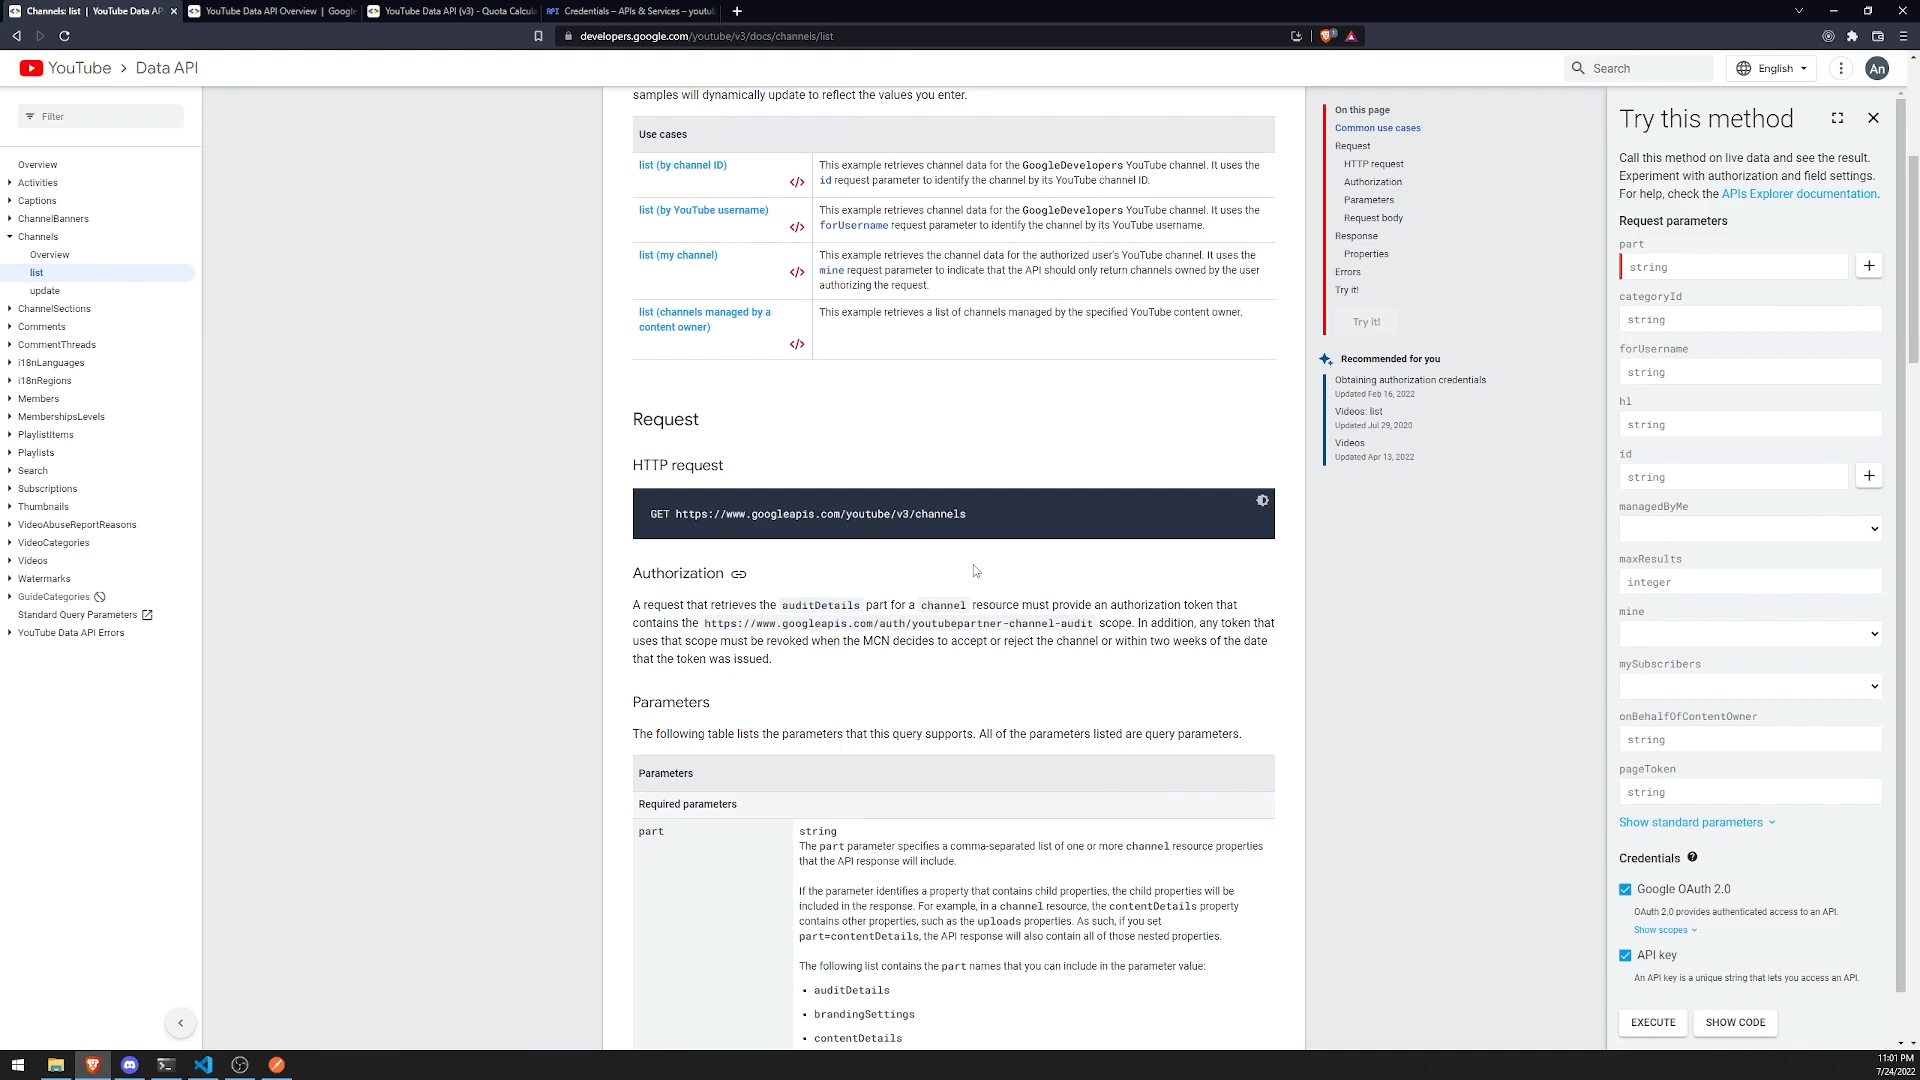 Channels: list | YouTube Data AP
YouTube Data API Overview | Google
YouTube Data API (v3) - Quota Calcula
API Credentials – APIs & Services – youtub
developers.google.com/youtube/v3/docs/channels/list
YouTube > Data API
Search
English
An
Filter
Overview
Activities
Captions
ChannelBanners
Channels
Overview
list
update
ChannelSections
Comments
CommentThreads
i18nLanguages
i18nRegions
Members
MembershipsLevels
PlaylistItems
Playlists
Search
Subscriptions
Thumbnails
VideoAbuseReportReasons
VideoCategories
Videos
Watermarks
GuideCategories
Standard Query Parameters
YouTube Data API Errors
samples will dynamically update to reflect the values you enter.
Use cases
list (by channel ID)
</>
This example retrieves channel data for the GoogleDevelopers YouTube channel. It uses the
id request parameter to identify the channel by its YouTube channel ID.
list (by YouTube username)
</>
This example retrieves channel data for the GoogleDevelopers YouTube channel. It uses the
forUsername request parameter to identify the channel by its YouTube username.
list (my channel)
</>
This example retrieves the channel data for the authorized user's YouTube channel. It uses the
mine request parameter to indicate that the API should only return channels owned by the user
authorizing the request.
list (channels managed by a
content owner)
</>
This example retrieves a list of channels managed by the specified YouTube content owner.
Request
HTTP request
GET https://www.googleapis.com/youtube/v3/channels
Authorization
A request that retrieves the auditDetails part for a channel resource must provide an authorization token that
contains the https://www.googleapis.com/auth/youtubepartner-channel-audit scope. In addition, any token that
uses that scope must be revoked when the MCN decides to accept or reject the channel or within two weeks of the date
that the token was issued.
Parameters
The following table lists the parameters that this query supports. All of the parameters listed are query parameters.
Parameters
Required parameters
part
string
The part parameter specifies a comma-separated list of one or more channel resource properties
that the API response will include.
If the parameter identifies a property that contains child properties, the child properties will be
included in the response. For example, in a channel resource, the contentDetails property
contains other properties, such as the uploads properties. As such, if you set
part=contentDetails, the API response will also contain all of those nested properties.
The following list contains the part names that you can include in the parameter value:
• auditDetails
• brandingSettings
• contentDetails
On this page
Common use cases
Request
HTTP request
Authorization
Parameters
Request body
Response
Properties
Errors
Try it!
Try it!
Recommended for you
Obtaining authorization credentials
Updated Feb 16, 2022
Videos: list
Updated Jul 29, 2020
Videos
Updated Apr 13, 2022
Try this method
Call this method on live data and see the result.
Experiment with authorization and field settings.
For help, check the APIs Explorer documentation.
Request parameters
part
string
categoryId
string
forUsername
string
hl
string
id
string
managedByMe
maxResults
integer
mine
mySubscribers
onBehalfOfContentOwner
string
pageToken
string
Show standard parameters
Credentials
Google OAuth 2.0
OAuth 2.0 provides authenticated access to an API.
Show scopes
API key
An API key is a unique string that lets you access an API.
EXECUTE
SHOW CODE
11:01 PM
7/24/2022